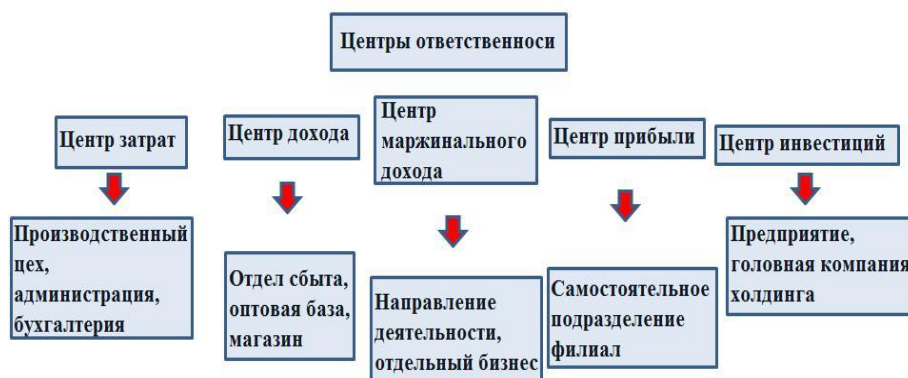 Центры ответственноси
Центр затрат
Центр дохода
Центр
маржинального
дохода
Центр прибыли
Центр инвестиций
Производственный
цех,
администрация,
бухгалтерия
Отдел сбыта,
оптовая база,
магазин
Направление
деятельности,
отдельный бизнес
Самостоятельное
подразделение
филиал
Предприятие,
головная компания
холдинга